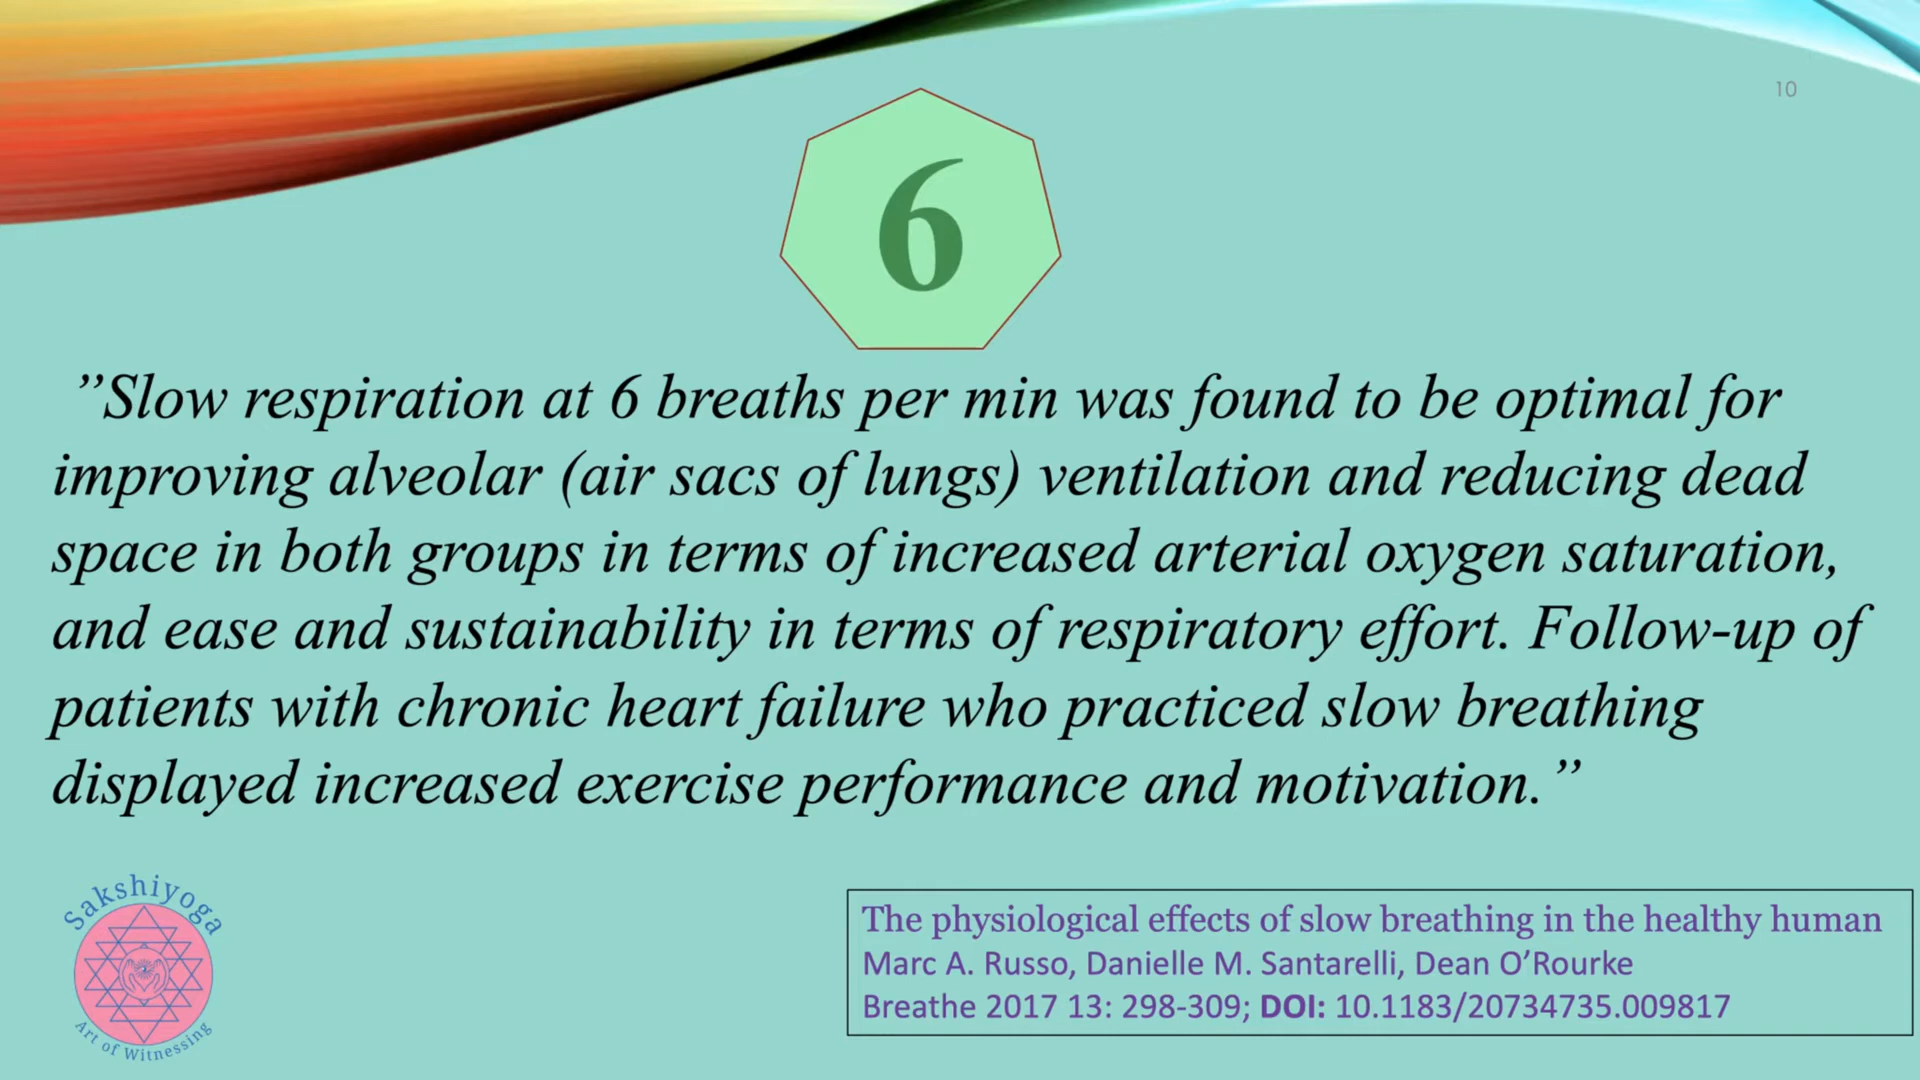 10
6
”Slow respiration at 6 breaths per min was found to be optimal for
improving alveolar (air sacs of lungs) ventilation and reducing dead
space in both groups in terms of increased arterial oxygen saturation,
and ease and sustainability in terms of respiratory effort. Follow-up of
patients with chronic heart failure who practiced slow breathing
displayed increased exercise performance and motivation.”
Sakshiyoga
Art of Witnessing
The physiological effects of slow breathing in the healthy human
Marc A. Russo, Danielle M. Santarelli, Dean O’Rourke
Breathe 2017 13: 298-309; DOI: 10.1183/20734735.009817